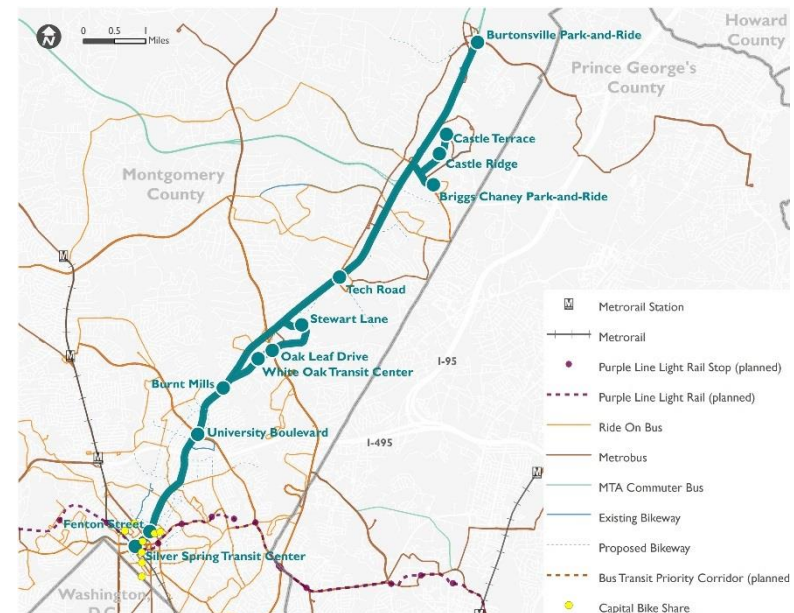 N
0 0.5 1
Miles
Howard
County
Burtonsville Park-and-Ride
Prince George's
County
Castle Terrace
Castle Ridge
Montgomery
County
Briggs Chaney Park-and-Ride
M
Tech Road
M
Stewart Lane
I-95
Oak Leaf Drive
White Oak Transit Center
Burnt Mills
University Boulevard
I-495
M
M
Fenton Street
Silver Spring Transit Center
Washington,
D.C.
M
M Metrorail Station
Metrorail
Purple Line Light Rail Stop (planned)
Purple Line Light Rail (planned)
Ride On Bus
Metrobus
MTA Commuter Bus
Existing Bikeway
Proposed Bikeway
Bus Transit Priority Corridor (planned
Capital Bike Share